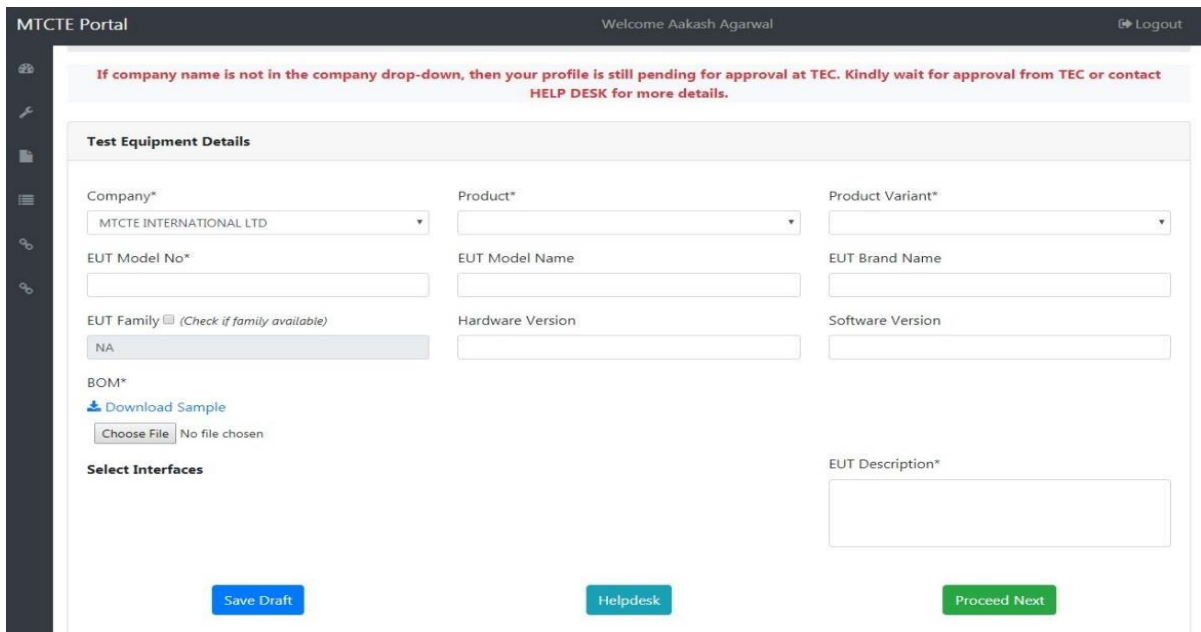 MTCTE Portal Welcome Aakash Agarwal Logout
If company name is not in the company drop-down, then your profile is still pending for approval at TEC. Kindly wait for approval from TEC or contact
HELP DESK for more details.
Test Equipment Details
Company* Product* Product Variant*
MTCTE INTERNATIONAL LTD
EUT Model No* EUT Model Name EUT Brand Name
EUT Family (Check if family available) Hardware Version Software Version
NA
BOM*
Download Sample
Choose File No file chosen
Select Interfaces EUT Description*
Save Draft Helpdesk Proceed Next